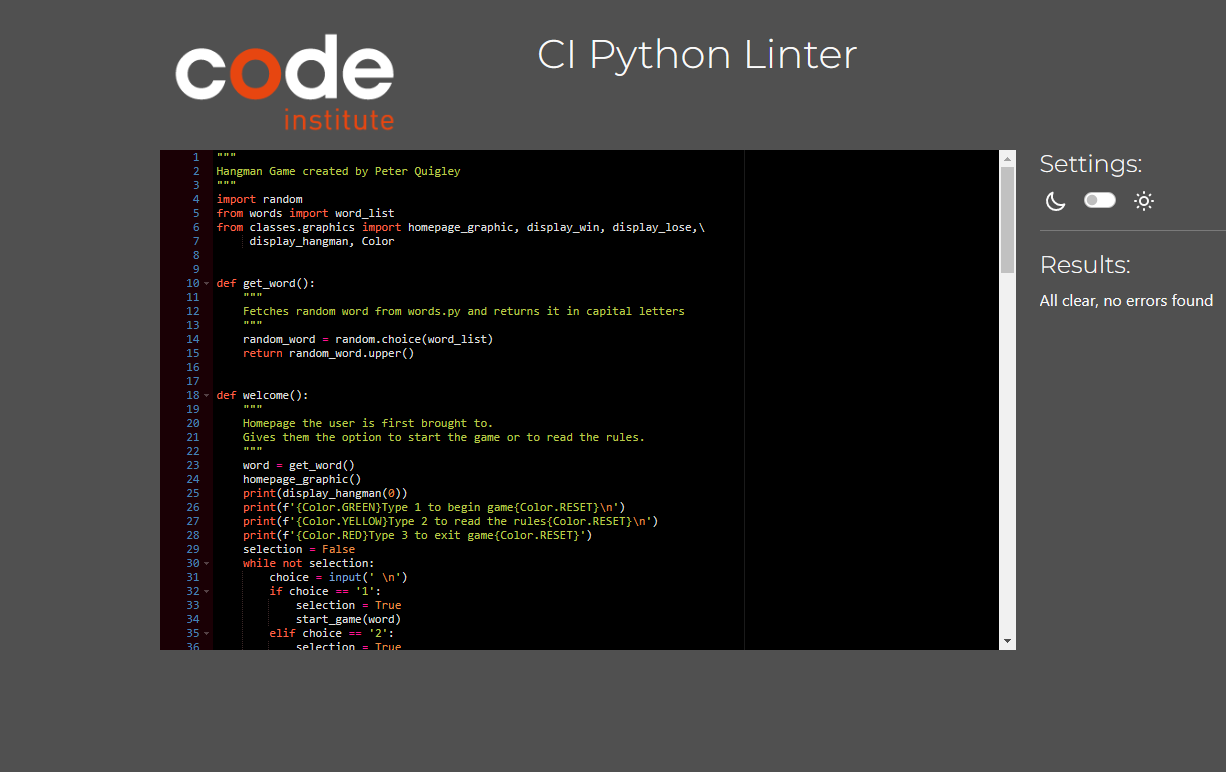 code
institute
CI Python Linter
1 """
2 Hangman Game created by Peter Quigley
3 """
4 import random
5 from words import word_list
6 from classes.graphics import homepage_graphic, display_win, display_lose,\
7     display_hangman, Color
8
9
10 def get_word():
11     """
12     Fetches random word from words.py and returns it in capital letters
13     """
14     random_word = random.choice(word_list)
15     return random_word.upper()
16
17
18 def welcome():
19     """
20     Homepage the user is first brought to.
21     Gives them the option to start the game or to read the rules.
22     """
23     word = get_word()
24     homepage_graphic()
25     print(display_hangman(0))
26     print(f'{Color.GREEN}Type 1 to begin game{Color.RESET}\n')
27     print(f'{Color.YELLOW}Type 2 to read the rules{Color.RESET}\n')
28     print(f'{Color.RED}Type 3 to exit game{Color.RESET}')
29     selection = False
30     while not selection:
31         choice = input(' \n')
32         if choice == '1':
33             selection = True
34             start_game(word)
35         elif choice == '2':
36             selection = True
Settings:
Results:
All clear, no errors found